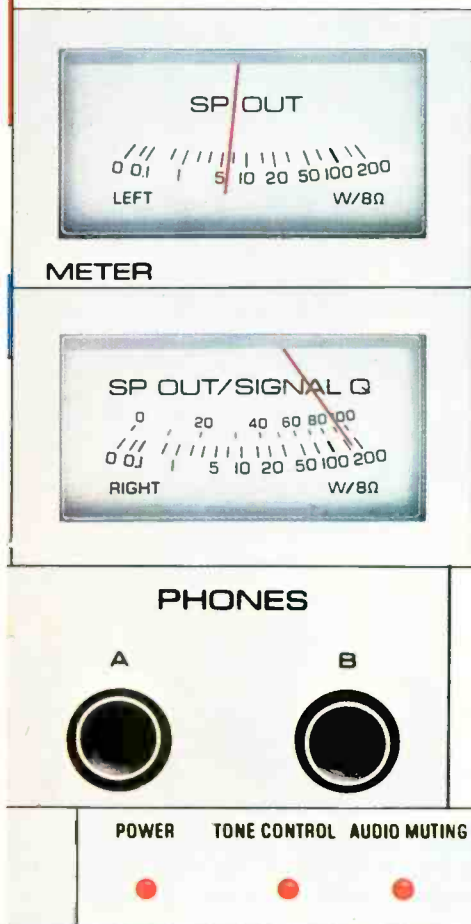 SP OUT
0 0.1 1 5 10 20 50 100 200
LEFT W/8Ω
METER
SP OUT/SIGNAL Q
0 20 40 60 80 100
0 0.1 1 5 10 20 50 100 200
RIGHT W/8Ω
PHONES
A B
POWER TONE CONTROL AUDIO MUTING